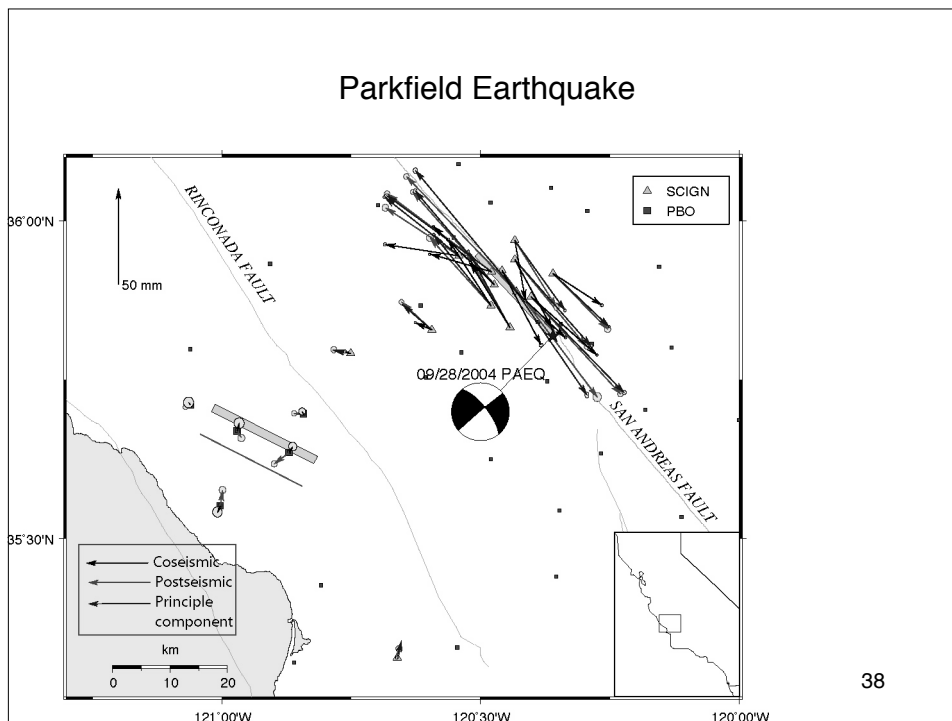 Parkfield Earthquake
SCIGN
PBO
36°00'N
50 mm
RINCONADA FAULT
09/28/2004 PAEQ
SAN ANDREAS FAULT
35°30'N
Coseismic
Postseismic
Principle
component
km
0 10 20
121°00'W 120°30'W 120°00'W
38